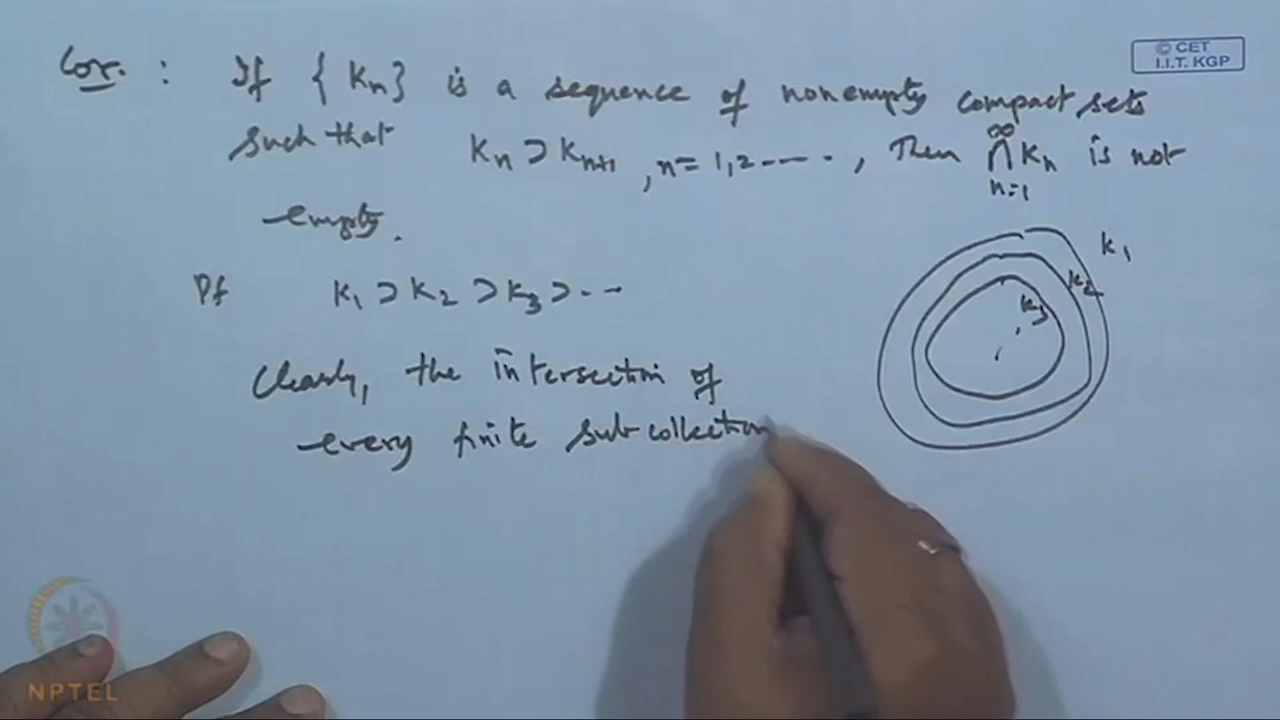 © CET
I.I.T. KGP
Cor. : If {Kn} is a sequence of nonempty compact sets
such that Kn ⊃ Kn+1, n=1,2-----, Then ∞∩n=1 Kn is not
empty.
Pf K1 ⊃ K2 ⊃ K3 ⊃ ---
Clearly, the intersection of
every finite subcollection
K1
K2
K3
NPTEL